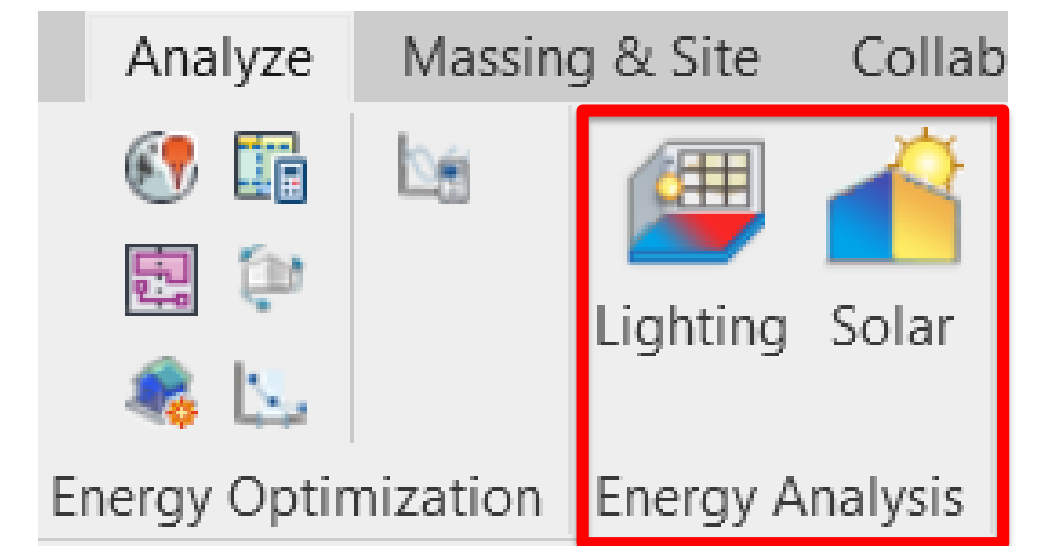 Analyze Massing & Site Collab
Lighting Solar
Energy Optimization Energy Analysis